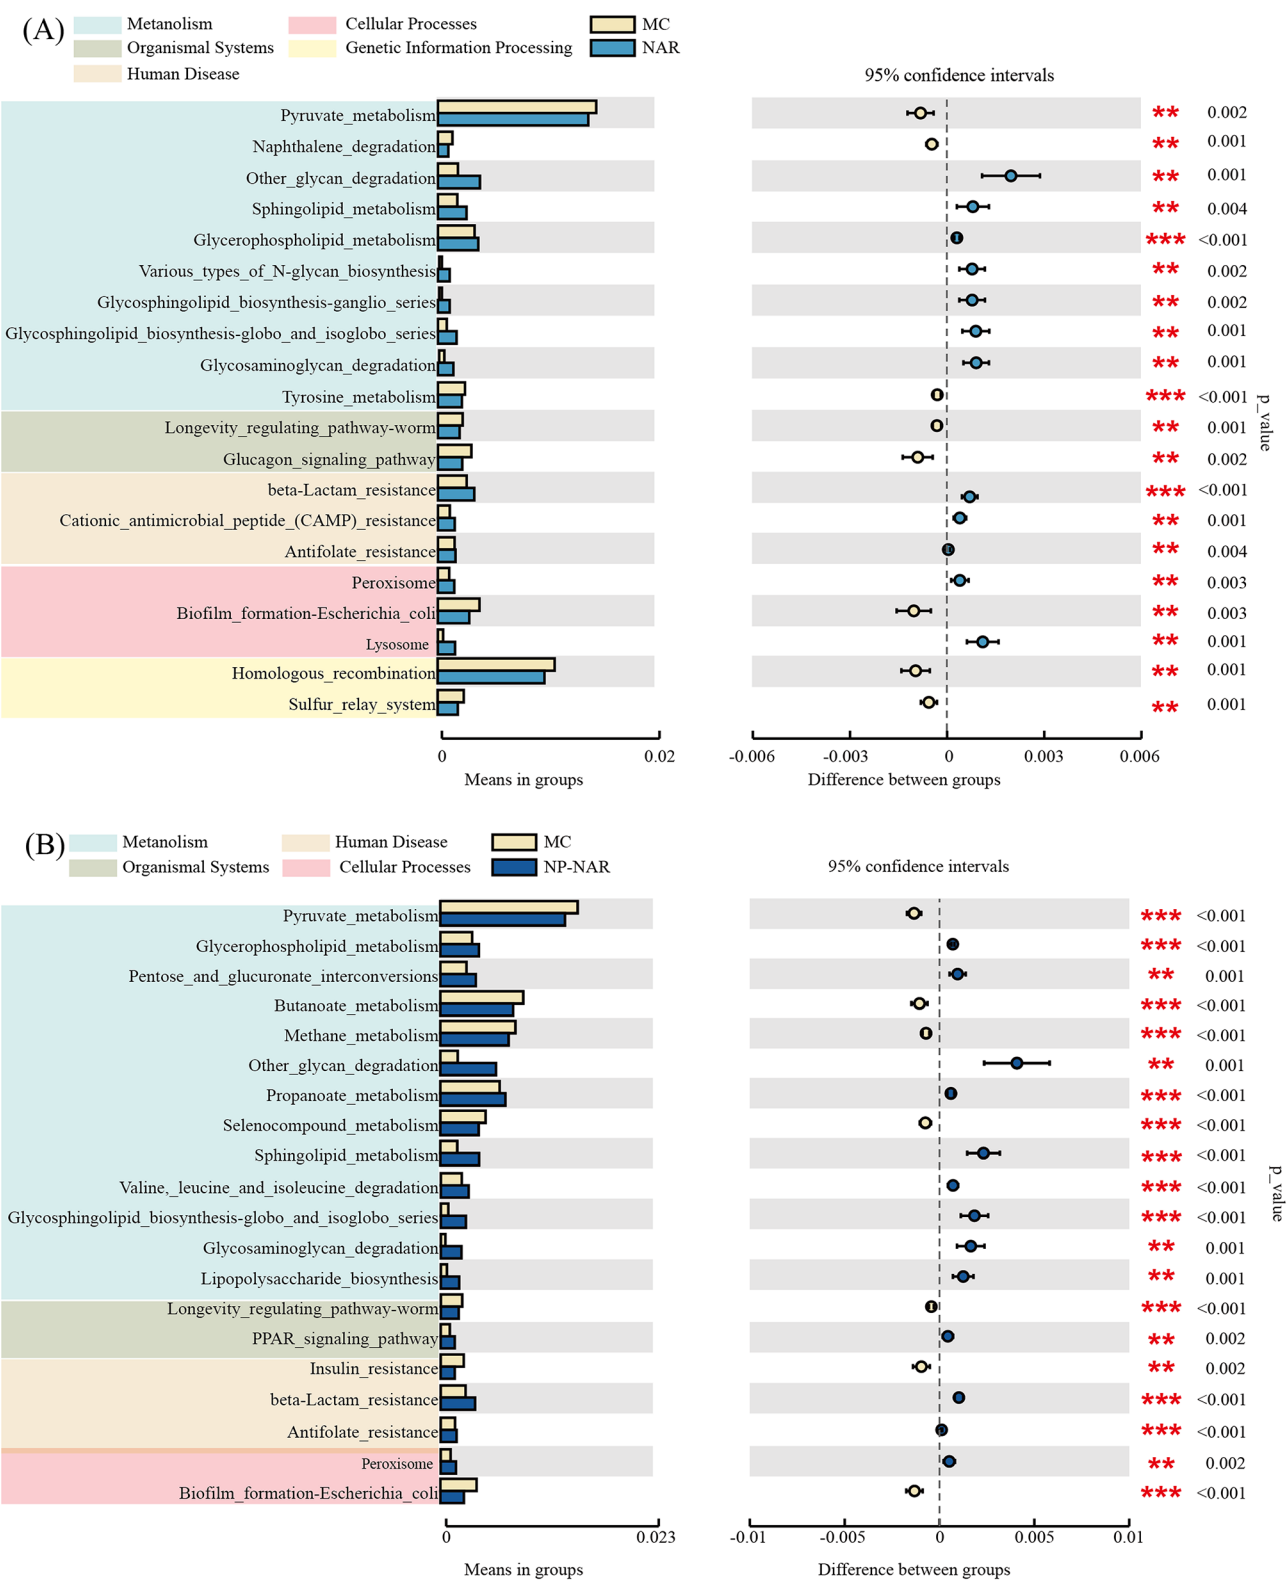 (A)
Metanolism Cellular Processes MC
Organismal Systems Genetic Information Processing NAR
Human Disease
95% confidence intervals
Pyruvate_metabolism ** 0.002
Naphthalene_degradation ** 0.001
Other_glycan_degradation ** 0.001
Sphingolipid_metabolism ** 0.004
Glycerophospholipid_metabolism *** <0.001
Various_types_of_N-glycan_biosynthesis ** 0.002
Glycosphingolipid_biosynthesis-ganglio_series ** 0.002
Glycosphingolipid_biosynthesis-globo_and_isoglobo_series ** 0.001
Glycosaminoglycan_degradation ** 0.001
Tyrosine_metabolism *** <0.001
Longevity_regulating_pathway-worm ** 0.001
Glucagon_signaling_pathway ** 0.002
beta-Lactam_resistance *** <0.001
Cationic_antimicrobial_peptide_(CAMP)_resistance ** 0.001
Antifolate_resistance ** 0.004
Peroxisome ** 0.003
Biofilm_formation-Escherichia_coli ** 0.003
Lysosome ** 0.001
Homologous_recombination ** 0.001
Sulfur_relay_system ** 0.001
p_value
0 0.02 -0.006 -0.003 0 0.003 0.006
Means in groups Difference between groups
(B)
Metanolism Human Disease MC
Organismal Systems Cellular Processes NP-NAR
95% confidence intervals
Pyruvate_metabolism *** <0.001
Glycerophospholipid_metabolism *** <0.001
Pentose_and_glucuronate_interconversions ** 0.001
Butanoate_metabolism *** <0.001
Methane_metabolism *** <0.001
Other_glycan_degradation ** 0.001
Propanoate_metabolism *** <0.001
Selenocompound_metabolism *** <0.001
Sphingolipid_metabolism *** <0.001
Valine,_leucine_and_isoleucine_degradation *** <0.001
Glycosphingolipid_biosynthesis-globo_and_isoglobo_series *** <0.001
Glycosaminoglycan_degradation ** 0.001
Lipopolysaccharide_biosynthesis ** 0.001
Longevity_regulating_pathway-worm *** <0.001
PPAR_signaling_pathway ** 0.002
Insulin_resistance ** 0.002
beta-Lactam_resistance *** <0.001
Antifolate_resistance *** <0.001
Peroxisome ** 0.002
Biofilm_formation-Escherichia_coli *** <0.001
p_value
0 0.023 -0.01 -0.005 0 0.005 0.01
Means in groups Difference between groups